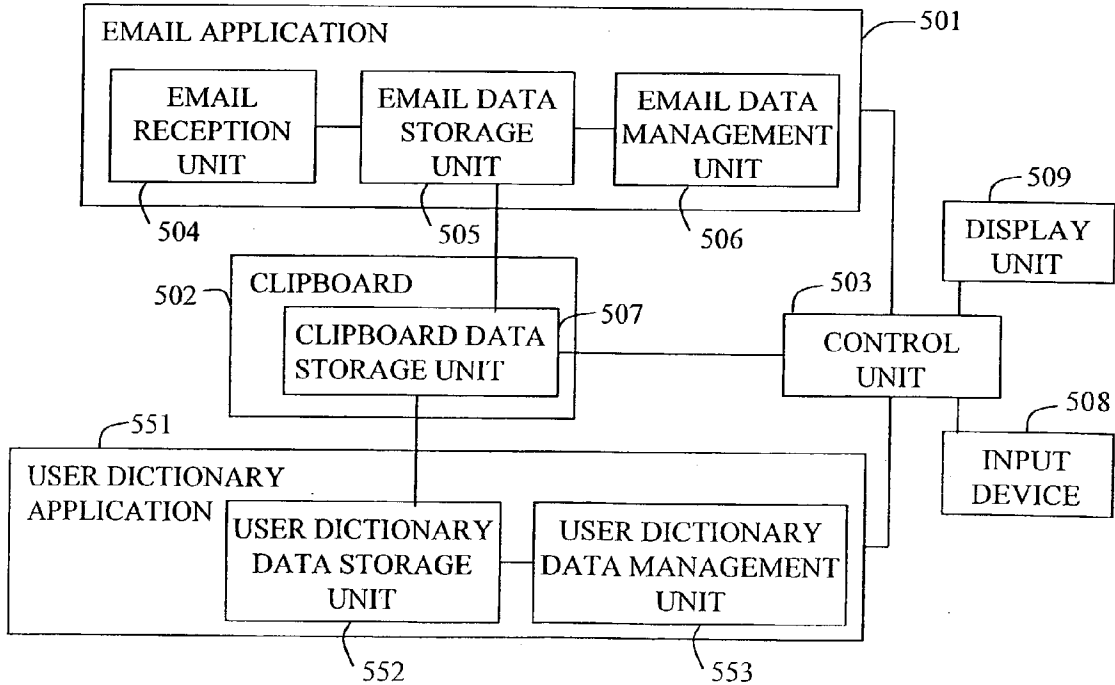 EMAIL APPLICATION
501
EMAIL
RECEPTION
UNIT
EMAIL DATA
STORAGE
UNIT
EMAIL DATA
MANAGEMENT
UNIT
504
505
506
509
DISPLAY
UNIT
502
CLIPBOARD
507
CLIPBOARD DATA
STORAGE UNIT
503
CONTROL
UNIT
508
INPUT
DEVICE
551
USER DICTIONARY
APPLICATION
USER DICTIONARY
DATA STORAGE
UNIT
USER DICTIONARY
DATA MANAGEMENT
UNIT
552
553